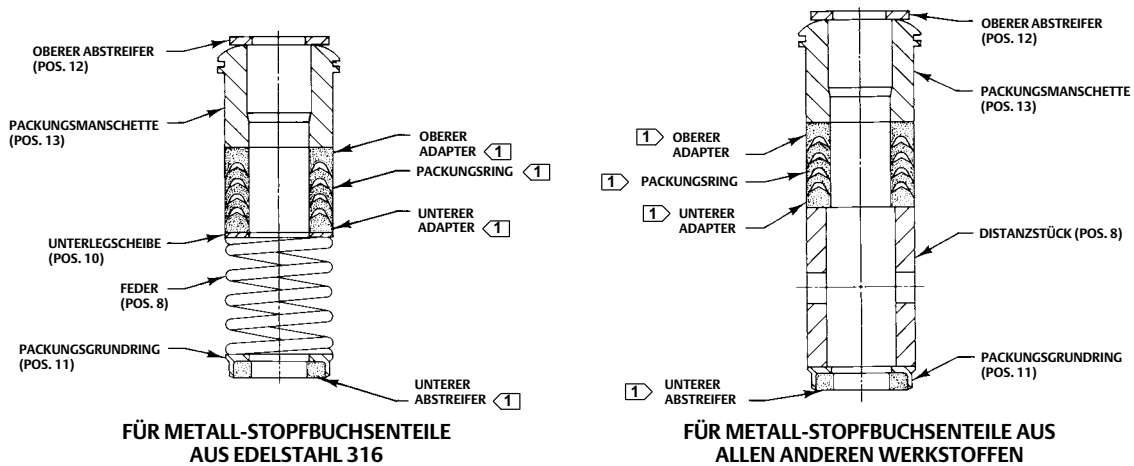 OBERER ABSTREIFER
(POS. 12)
PACKUNGSMANSCHETTE
(POS. 13)
OBERER
ADAPTER 1
PACKUNGSRING 1
UNTERER
ADAPTER 1
UNTERLEGSCHEIBE
(POS. 10)
FEDER
(POS. 8)
PACKUNGSGRUNDRING
(POS. 11)
UNTERER
ABSTREIFER 1
FÜR METALL-STOPFBUCHSENTEILE
AUS EDELSTAHL 316
OBERER ABSTREIFER
(POS. 12)
PACKUNGSMANSCHETTE
(POS. 13)
1 OBERER
ADAPTER
1 PACKUNGSRING
1 UNTERER
ADAPTER
DISTANZSTÜCK (POS. 8)
PACKUNGSGRUNDRING
(POS. 11)
1 UNTERER
ABSTREIFER
FÜR METALL-STOPFBUCHSENTEILE AUS
ALLEN ANDEREN WERKSTOFFEN